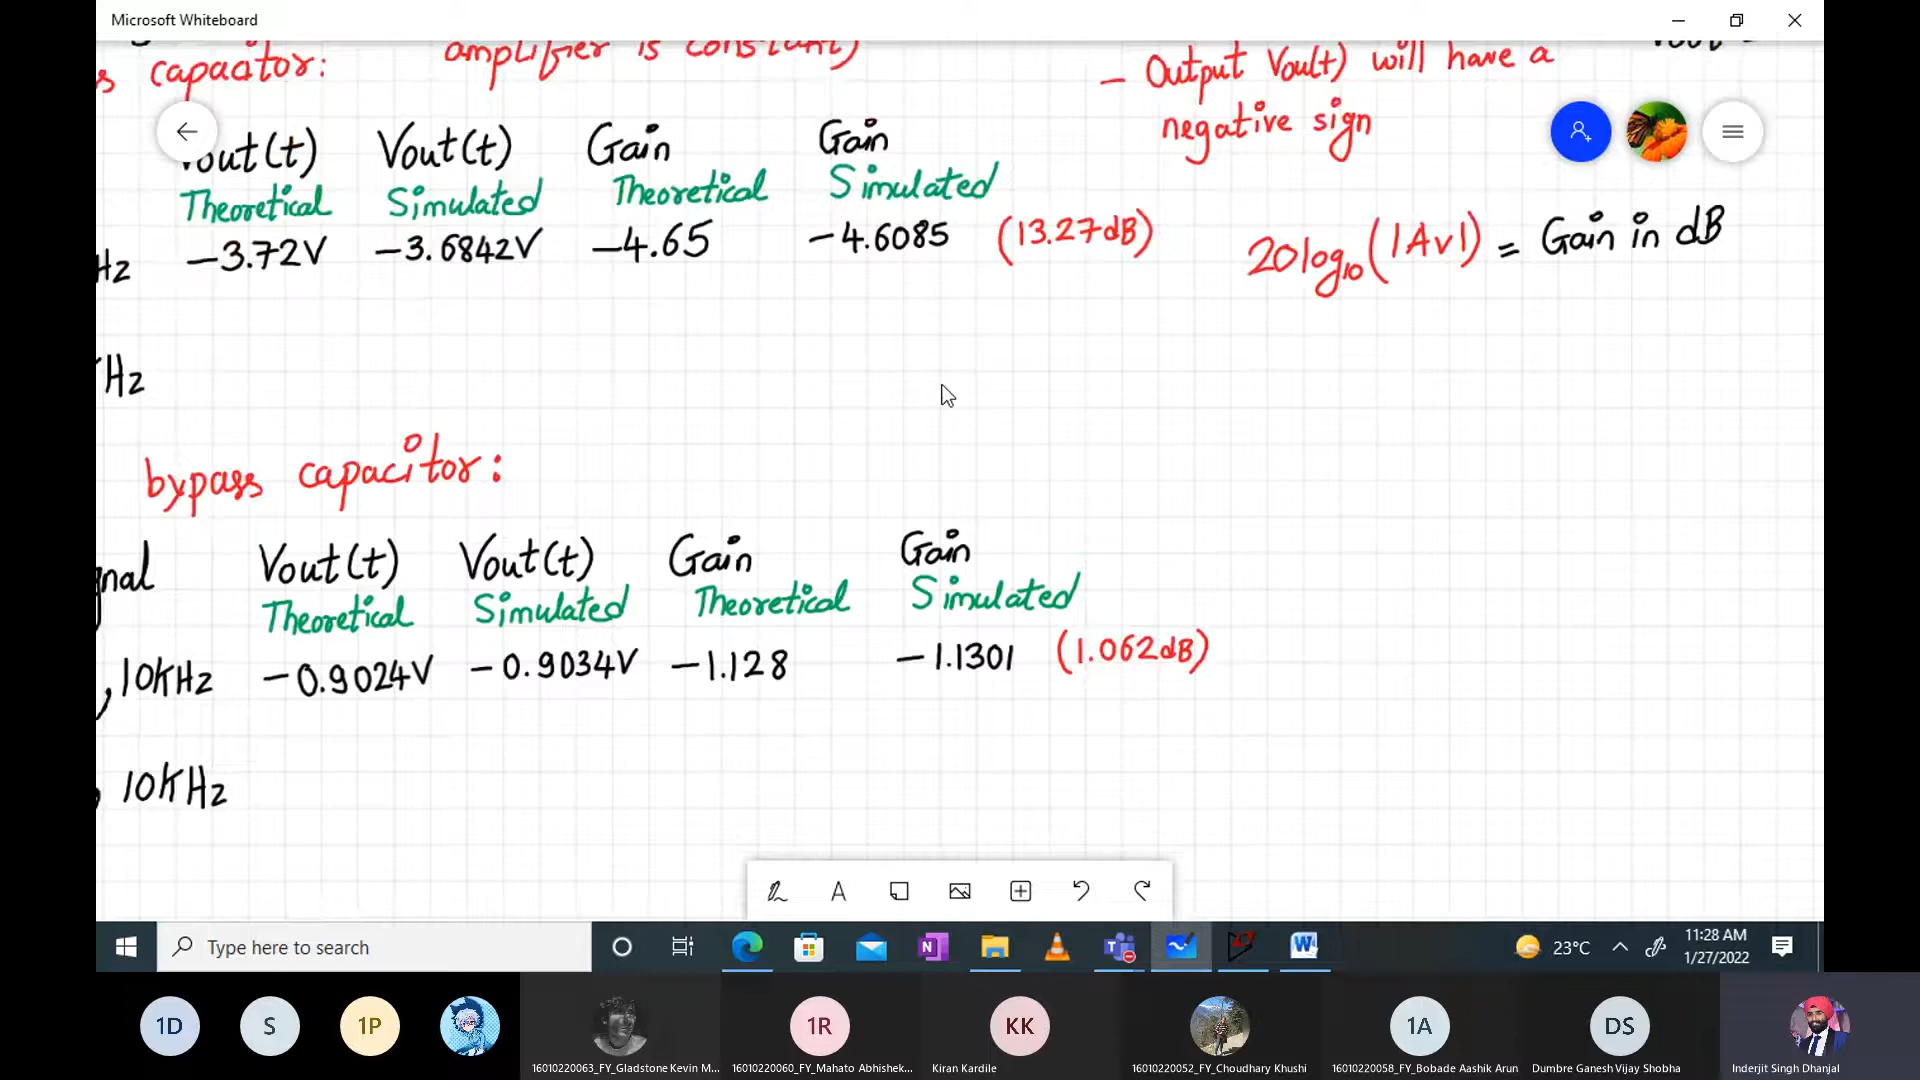 Microsoft Whiteboard
amplifier is constant)
s capacitor:
- Output Vout(t) will have a
negative sign
Vout(t) Vout(t) Gain Gain
Theoretical Simulated Theoretical Simulated
Hz -3.72V -3.6842V -4.65 -4.6085 (13.27dB)
20log10(|Av|) = Gain in dB
Hz
bypass capacitor:
gnal Vout(t) Vout(t) Gain Gain
Theoretical Simulated Theoretical Simulated
, 10KHz -0.9024V -0.9034V -1.128 -1.1301 (1.062dB)
, 10KHz
Type here to search
23°C
11:28 AM
1/27/2022
1D
S
1P
1R
KK
1A
DS
16010220063_FY_Gladstone Kevin M...
16010220060_FY_Mahato Abhishek...
Kiran Kardile
16010220052_FY_Choudhary Khushi
16010220058_FY_Bobade Aashik Arun
Dumbre Ganesh Vijay Shobha
Inderjit Singh Dhanjal